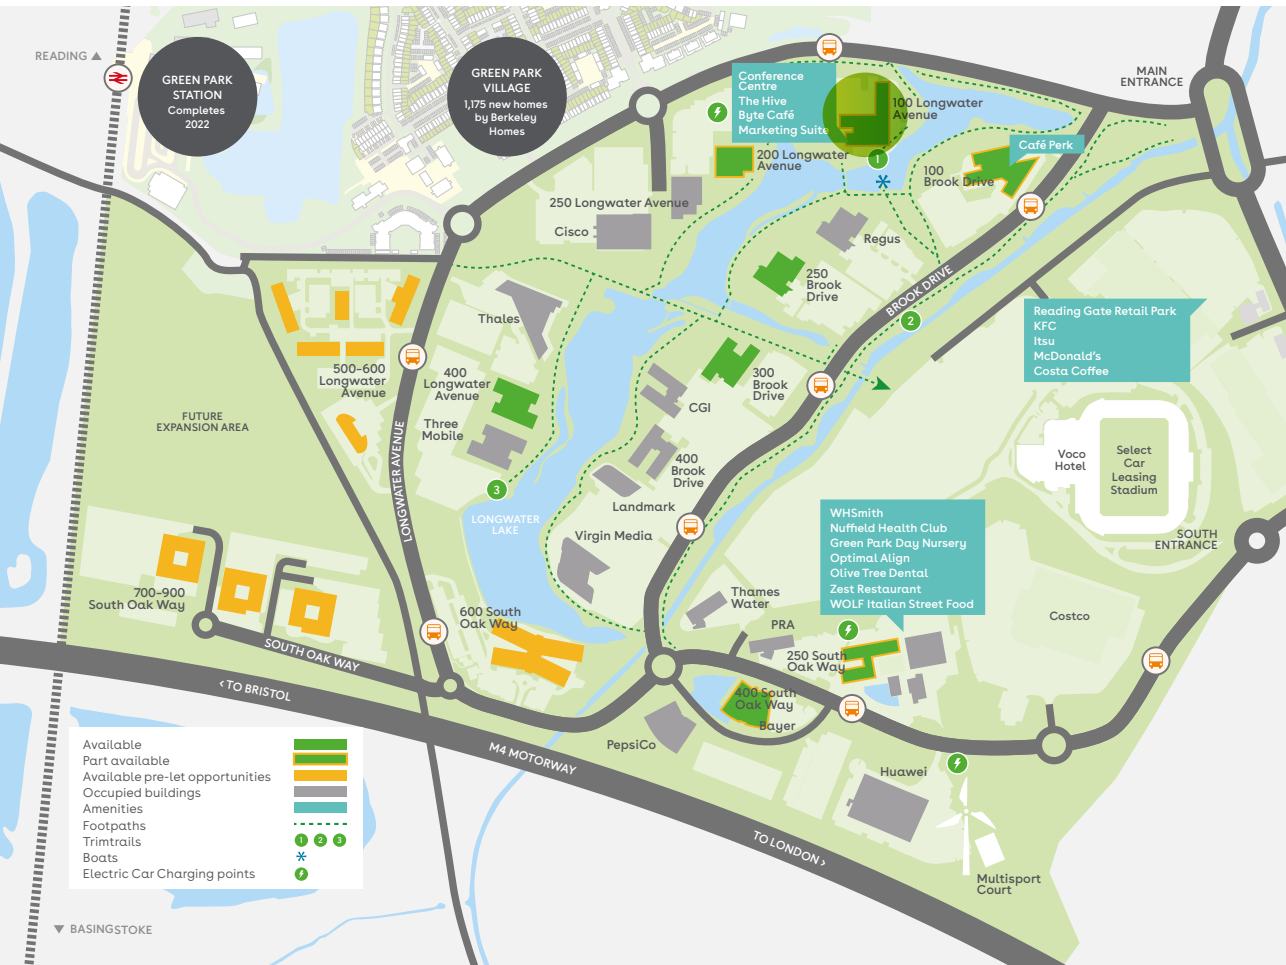 READING
GREEN PARK
STATION
Completes
2022
GREEN PARK
VILLAGE
1,175 new homes
by Berkeley
Homes
MAIN
ENTRANCE
Conference
Centre
The Hive
Byte Café
Marketing Suite
100 Longwater
Avenue
Café Perk
200 Longwater
Avenue
1
100
Brook Drive
250 Longwater Avenue
Cisco
Regus
250
Brook
Drive
BROOK DRIVE
2
Thales
Reading Gate Retail Park
KFC
Itsu
McDonald's
Costa Coffee
500-600
Longwater
Avenue
400
Longwater
Avenue
300
Brook
Drive
CGI
FUTURE
EXPANSION AREA
Three
Mobile
LONGWATER AVENUE
400
Brook
Drive
Voco
Hotel
Select
Car
Leasing
Stadium
3
Landmark
LONGWATER
LAKE
Virgin Media
WHSmith
Nuffield Health Club
Green Park Day Nursery
Optimal Align
Olive Tree Dental
Zest Restaurant
WOLF Italian Street Food
SOUTH
ENTRANCE
700-900
South Oak Way
600 South
Oak Way
Thames
Water
PRA
Costco
SOUTH OAK WAY
250 South
Oak Way
‹ TO BRISTOL
400 South
Oak Way
Bayer
PepsiCo
M4 MOTORWAY
Huawei
TO LONDON ›
Multisport
Court
Available
Part available
Available pre-let opportunities
Occupied buildings
Amenities
Footpaths
Trimtrails 1 2 3
Boats
Electric Car Charging points
BASINGSTOKE